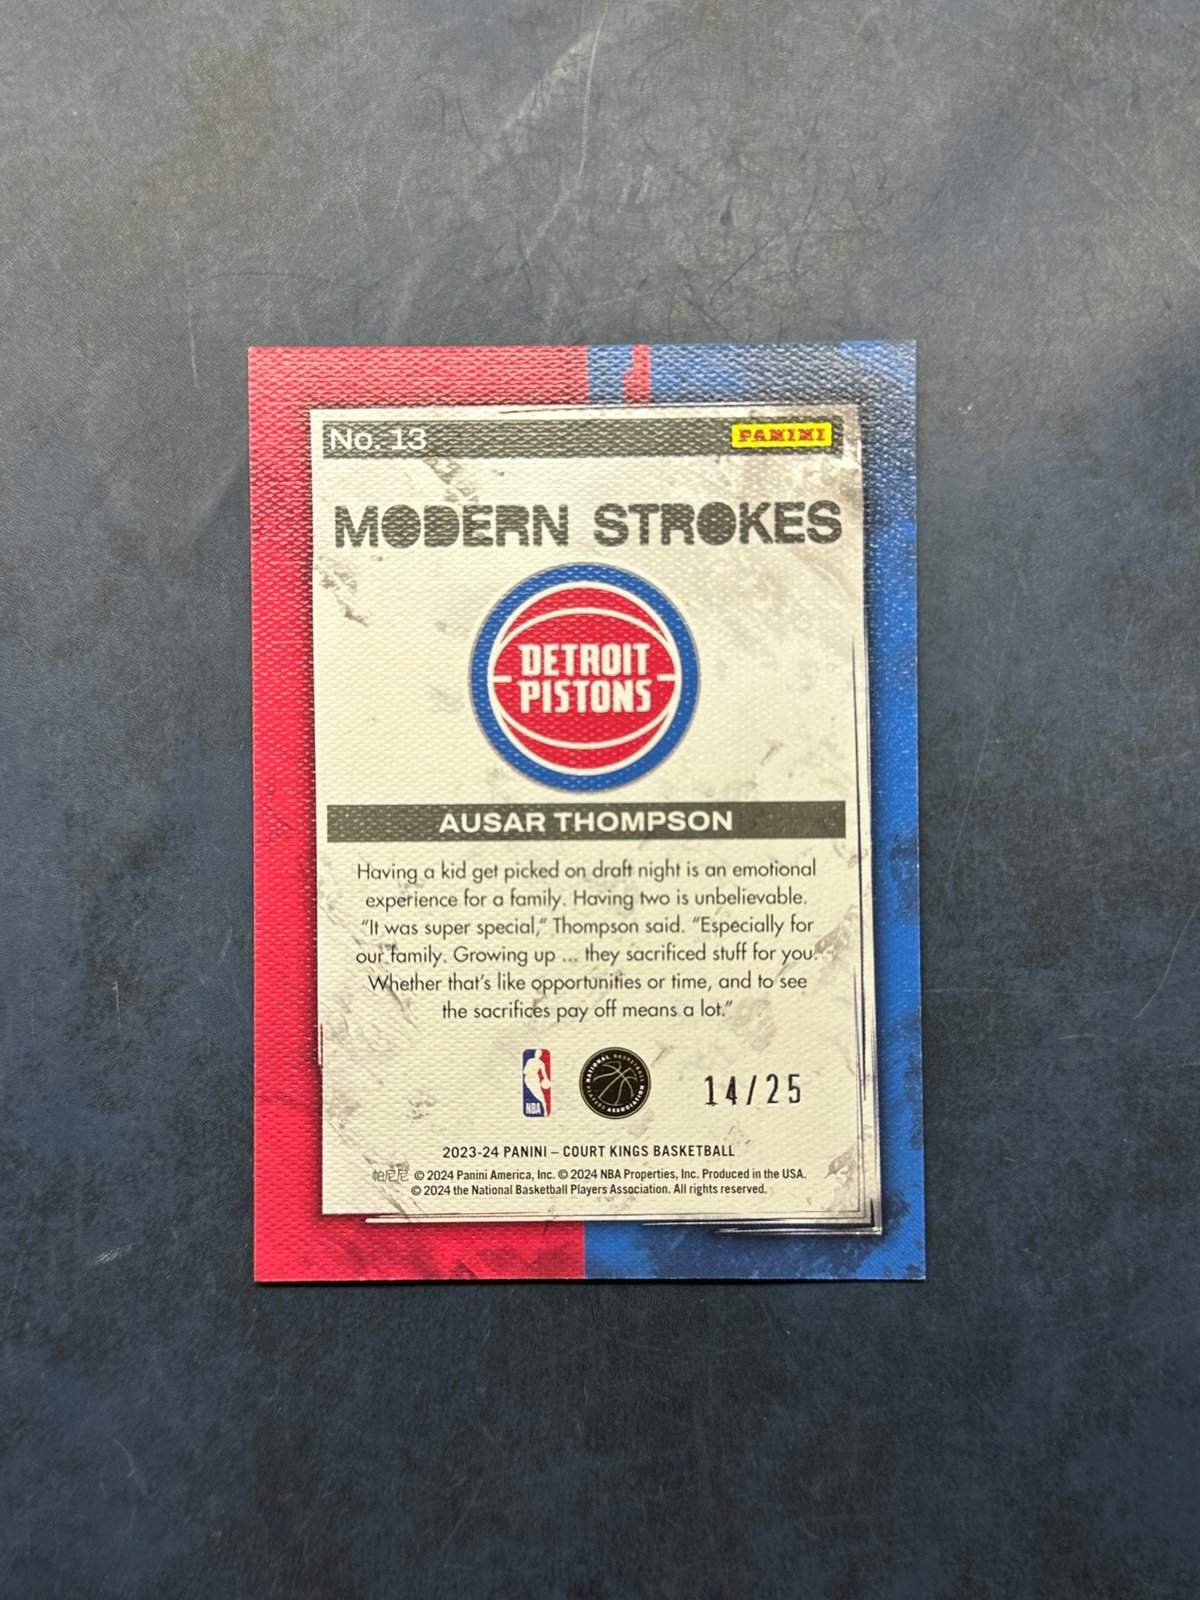 No. 13 PANINI
MODERN STROKES
DETROIT
PISTONS
AUSAR THOMPSON
Having a kid get picked on draft night is an emotional
experience for a family. Having two is unbelievable.
“It was super special,” Thompson said. “Especially for
our family. Growing up ... they sacrificed stuff for you.
Whether that’s like opportunities or time, and to see
the sacrifices pay off means a lot.”
NBA
NATIONAL BASKETBALL
PLAYERS ASSOCIATION
14/25
2023-24 PANINI – COURT KINGS BASKETBALL
帕尼尼 © 2024 Panini America, Inc. © 2024 NBA Properties, Inc. Produced in the USA.
© 2024 the National Basketball Players Association. All rights reserved.